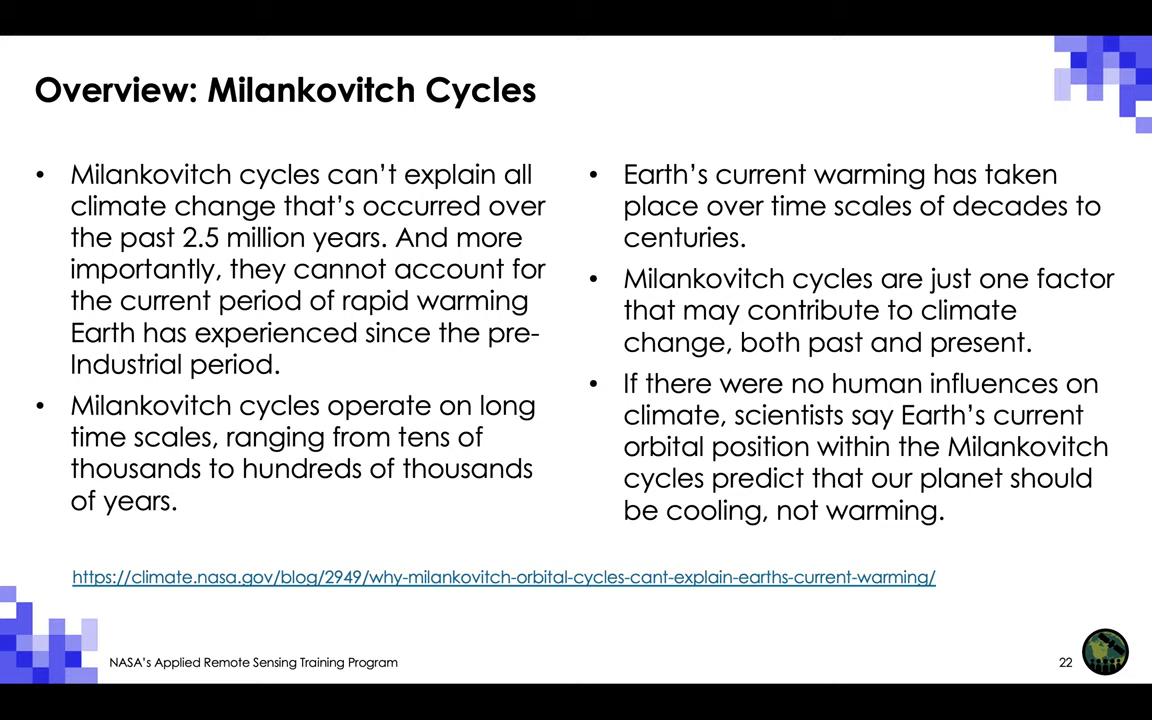 Overview: Milankovitch Cycles
• Milankovitch cycles can’t explain all
climate change that’s occurred over
the past 2.5 million years. And more
importantly, they cannot account for
the current period of rapid warming
Earth has experienced since the pre-
Industrial period.
• Milankovitch cycles operate on long
time scales, ranging from tens of
thousands to hundreds of thousands
of years.
• Earth’s current warming has taken
place over time scales of decades to
centuries.
• Milankovitch cycles are just one factor
that may contribute to climate
change, both past and present.
• If there were no human influences on
climate, scientists say Earth’s current
orbital position within the Milankovitch
cycles predict that our planet should
be cooling, not warming.
https://climate.nasa.gov/blog/2949/why-milankovitch-orbital-cycles-cant-explain-earths-current-warming/
NASA’s Applied Remote Sensing Training Program
22